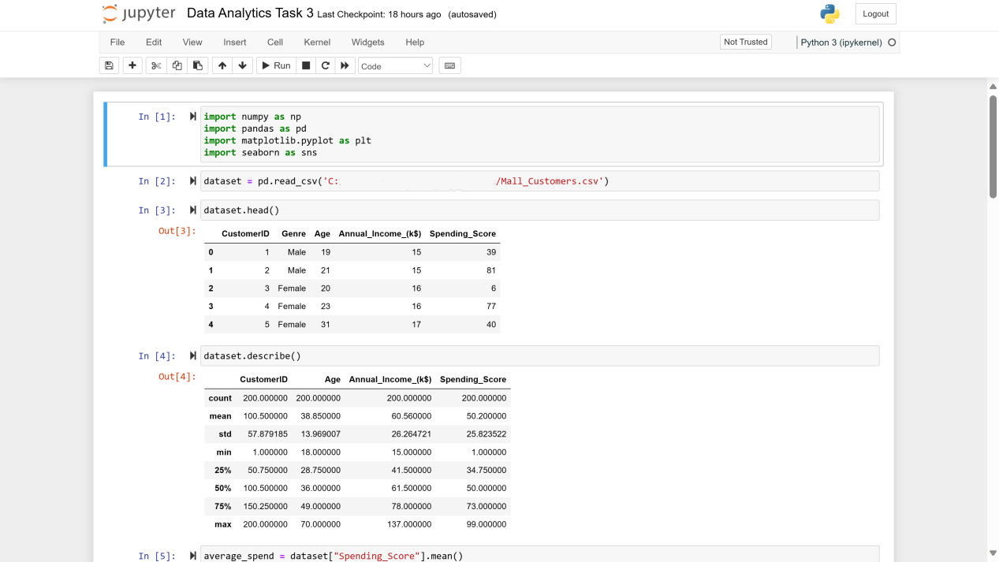 jupyter Data Analytics Task 3 Last Checkpoint: 18 hours ago (autosaved)
Logout
File Edit View Insert Cell Kernel Widgets Help
Not Trusted
Python 3 (ipykernel)
Run
Code
In [1]:
import numpy as np
import pandas as pd
import matplotlib.pyplot as plt
import seaborn as sns
In [2]:
dataset = pd.read_csv('C: /Mall_Customers.csv')
In [3]:
dataset.head()
Out[3]:
CustomerID Genre Age Annual_Income_(k$) Spending_Score
0 1 Male 19 15 39
1 2 Male 21 15 81
2 3 Female 20 16 6
3 4 Female 23 16 77
4 5 Female 31 17 40
In [4]:
dataset.describe()
Out[4]:
CustomerID Age Annual_Income_(k$) Spending_Score
count 200.000000 200.000000 200.000000 200.000000
mean 100.500000 38.850000 60.560000 50.200000
std 57.879185 13.969007 26.264721 25.823522
min 1.000000 18.000000 15.000000 1.000000
25% 50.750000 28.750000 41.500000 34.750000
50% 100.500000 36.000000 61.500000 50.000000
75% 150.250000 49.000000 78.000000 73.000000
max 200.000000 70.000000 137.000000 99.000000
In [5]:
average_spend = dataset["Spending_Score"].mean()